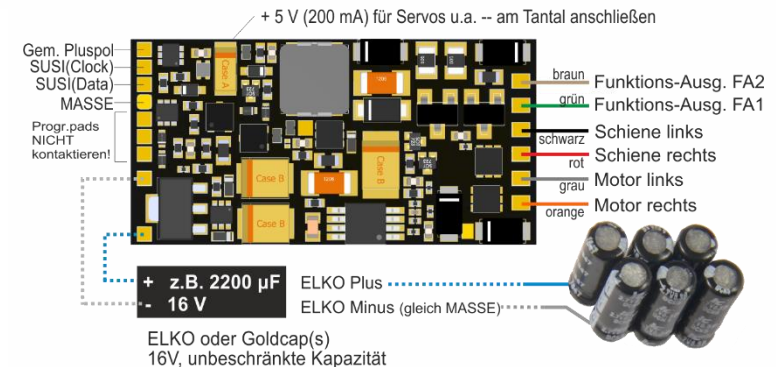 + 5 V (200 mA) für Servos u.a. -- am Tantal anschließen
Gem. Pluspol
SUSI(Clock)
SUSI(Data)
MASSE
Progr.pads
NICHT
kontaktieren!
Case A
Case B
Case B
Case B
braun
Funktions-Ausg. FA2
grün
Funktions-Ausg. FA1
schwarz
Schiene links
rot
Schiene rechts
grau
Motor links
orange
Motor rechts
+ z.B. 2200 µF
- 16 V
ELKO Plus
ELKO Minus (gleich MASSE)
ELKO oder Goldcap(s)
16V, unbeschränkte Kapazität